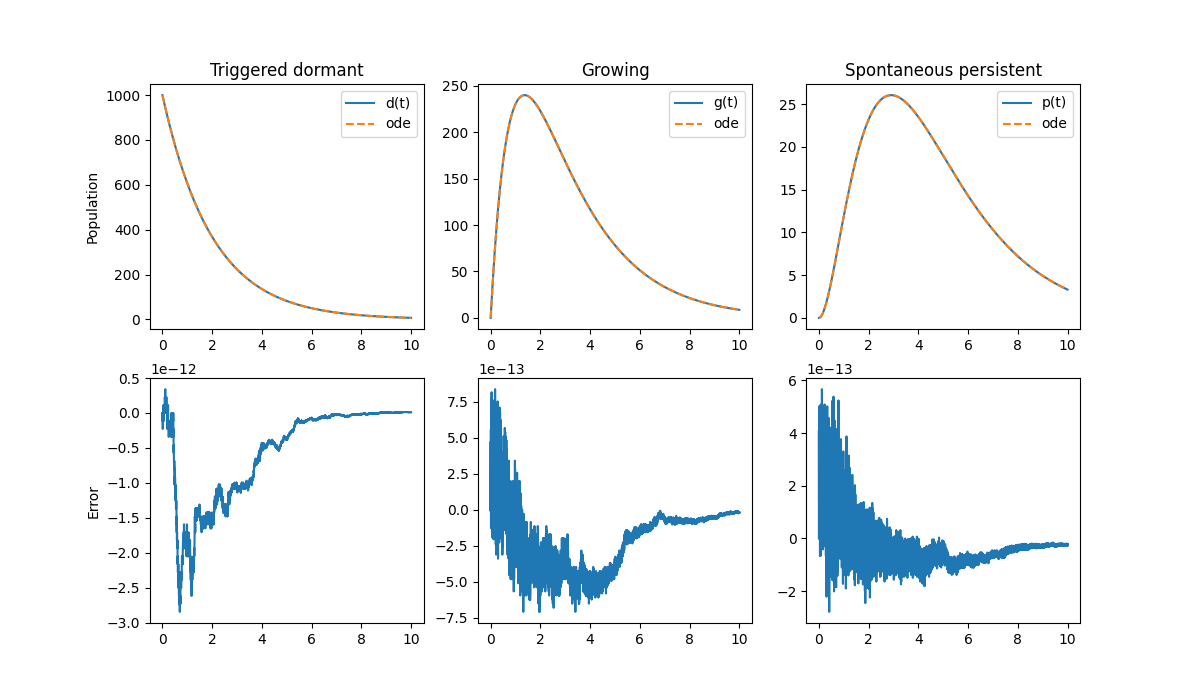 Triggered dormant
Growing
Spontaneous persistent
Population
1000
800
600
400
200
0
d(t)
ode
0 2 4 6 8 10
250
200
150
100
50
0
g(t)
ode
0 2 4 6 8 10
25
20
15
10
5
0
p(t)
ode
0 2 4 6 8 10
Error
1e−12
0.5
0.0
−0.5
−1.0
−1.5
−2.0
−2.5
−3.0
0 2 4 6 8 10
1e−13
7.5
5.0
2.5
0.0
−2.5
−5.0
−7.5
0 2 4 6 8 10
1e−13
6
4
2
0
−2
0 2 4 6 8 10